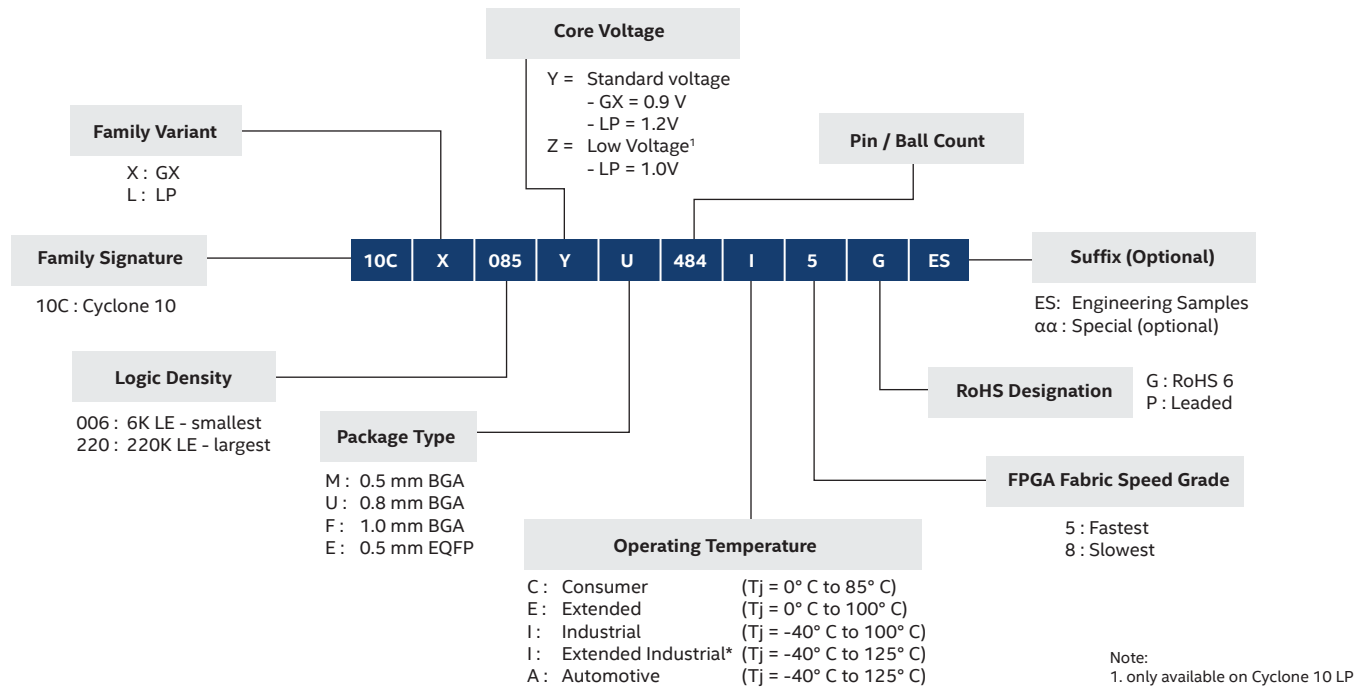 Core Voltage
Y = Standard voltage
- GX = 0.9 V
- LP = 1.2V
Z = Low Voltage¹
- LP = 1.0V
Family Variant
X : GX
L : LP
Pin / Ball Count
Family Signature
10C : Cyclone 10
10C X 085 Y U 484 I 5 G ES
Suffix (Optional)
ES: Engineering Samples
αα : Special (optional)
Logic Density
006 : 6K LE - smallest
220 : 220K LE - largest
Package Type
M : 0.5 mm BGA
U : 0.8 mm BGA
F : 1.0 mm BGA
E : 0.5 mm EQFP
RoHS Designation
G : RoHS 6
P : Leaded
FPGA Fabric Speed Grade
5 : Fastest
8 : Slowest
Operating Temperature
C : Consumer (Tj = 0° C to 85° C)
E : Extended (Tj = 0° C to 100° C)
I : Industrial (Tj = -40° C to 100° C)
I : Extended Industrial* (Tj = -40° C to 125° C)
A : Automotive (Tj = -40° C to 125° C)
Note:
1. only available on Cyclone 10 LP